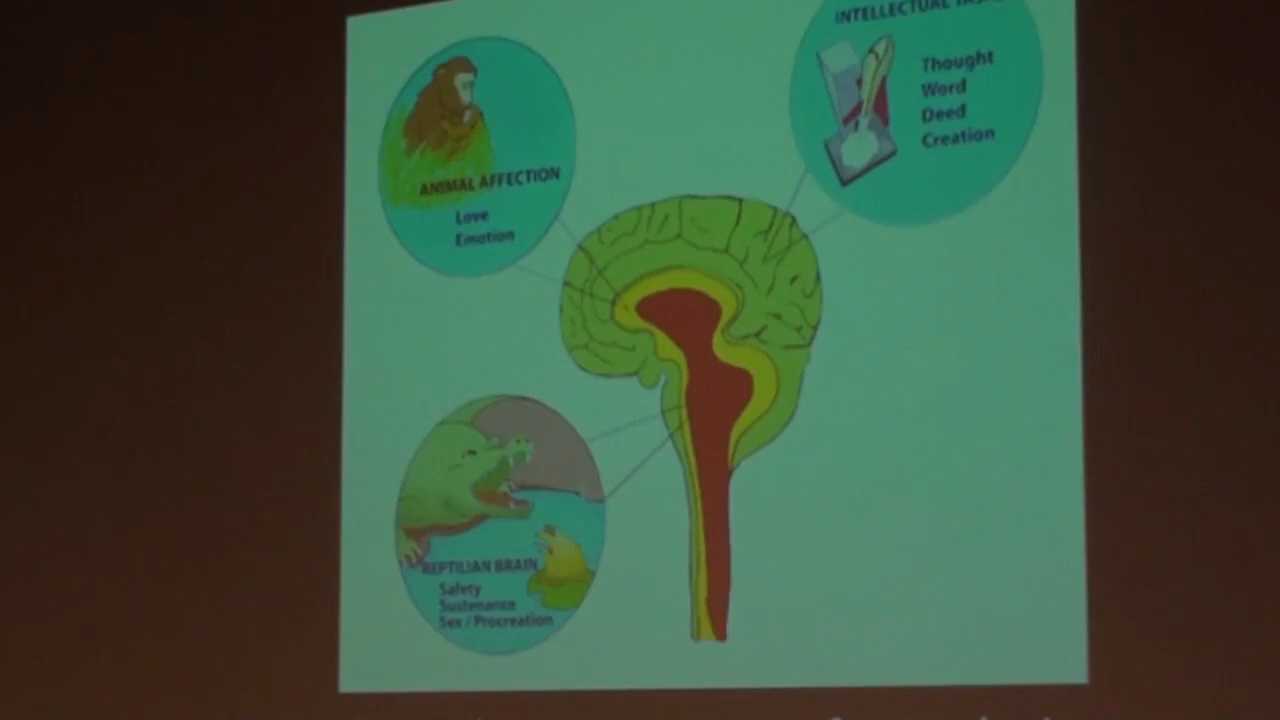 INTELLECTUAL
Thought
Word
Deed
Creation
ANIMAL AFFECTION
Love
Emotion
REPTILIAN BRAIN
Safety
Sustenance
Sex / Procreation